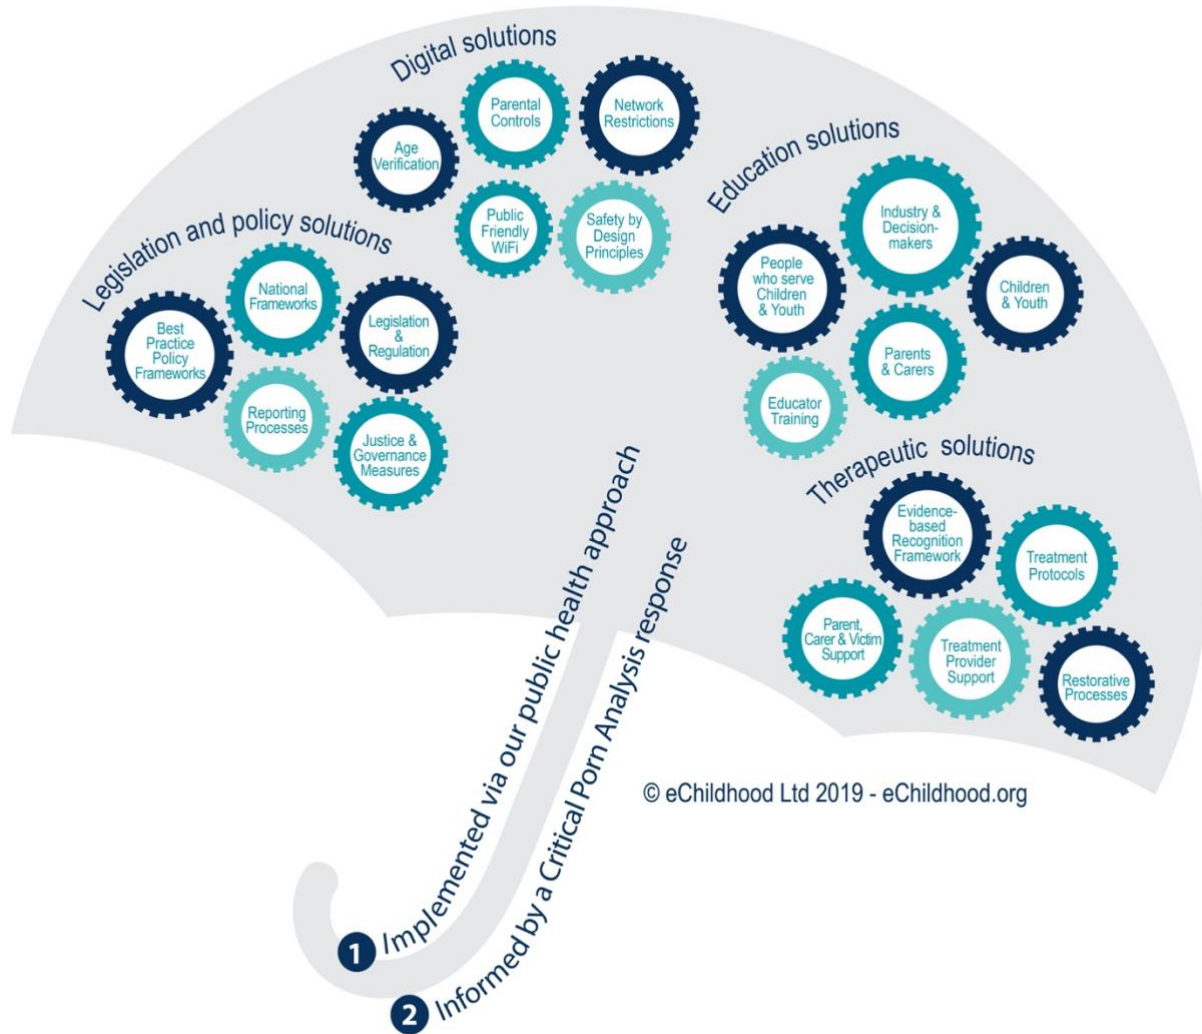 Digital solutions
Parental
Controls
Network
Restrictions
Age
Verification
Public
Friendly
WiFi
Safety by
Design
Principles
Legislation and policy solutions
National
Frameworks
Legislation
&
Regulation
Best
Practice
Policy
Frameworks
Reporting
Processes
Justice &
Governance
Measures
Education solutions
Industry &
Decision-
makers
People
who serve
Children
& Youth
Children
& Youth
Parents
& Carers
Educator
Training
Therapeutic solutions
Evidence-
based
Recognition
Framework
Treatment
Protocols
Parent,
Carer & Victim
Support
Treatment
Provider
Support
Restorative
Processes
1 Implemented via our public health approach
2 Informed by a Critical Porn Analysis response
© eChildhood Ltd 2019 - eChildhood.org